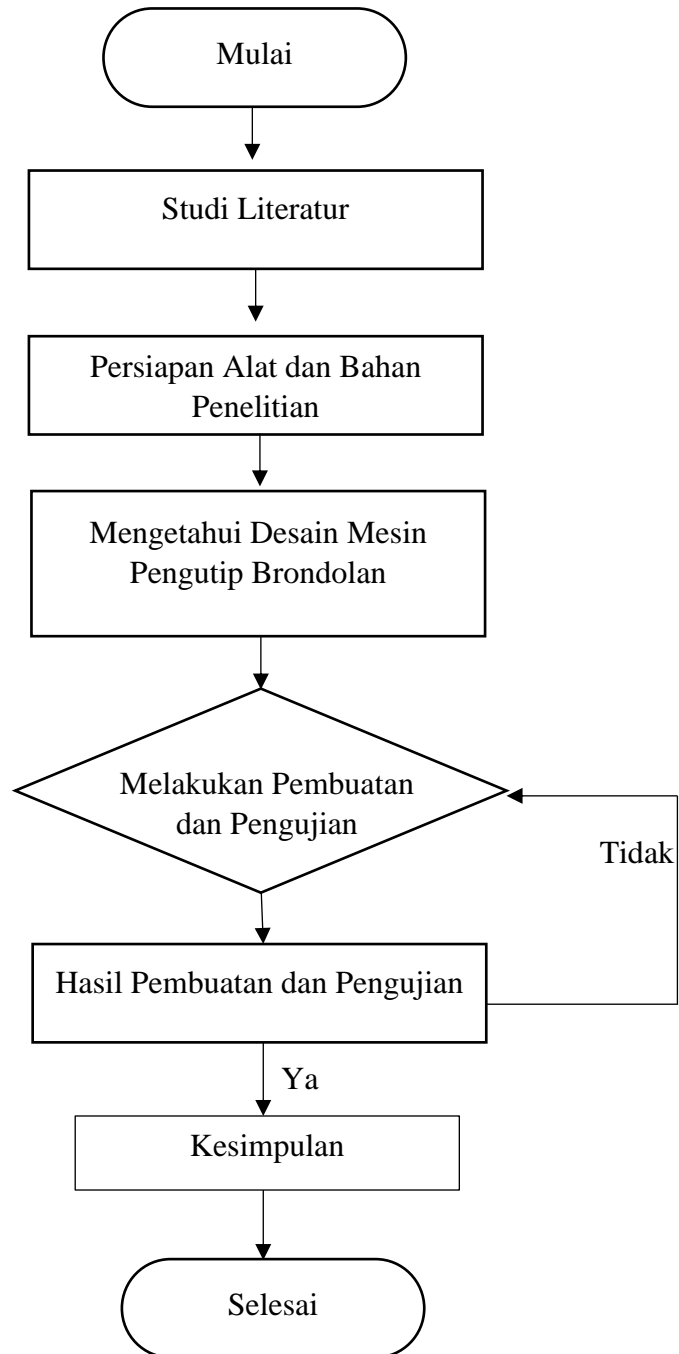 Mulai
Studi Literatur
Persiapan Alat dan Bahan
Penelitian
Mengetahui Desain Mesin
Pengutip Brondolan
Melakukan Pembuatan
dan Pengujian
Tidak
Hasil Pembuatan dan Pengujian
Ya
Kesimpulan
Selesai